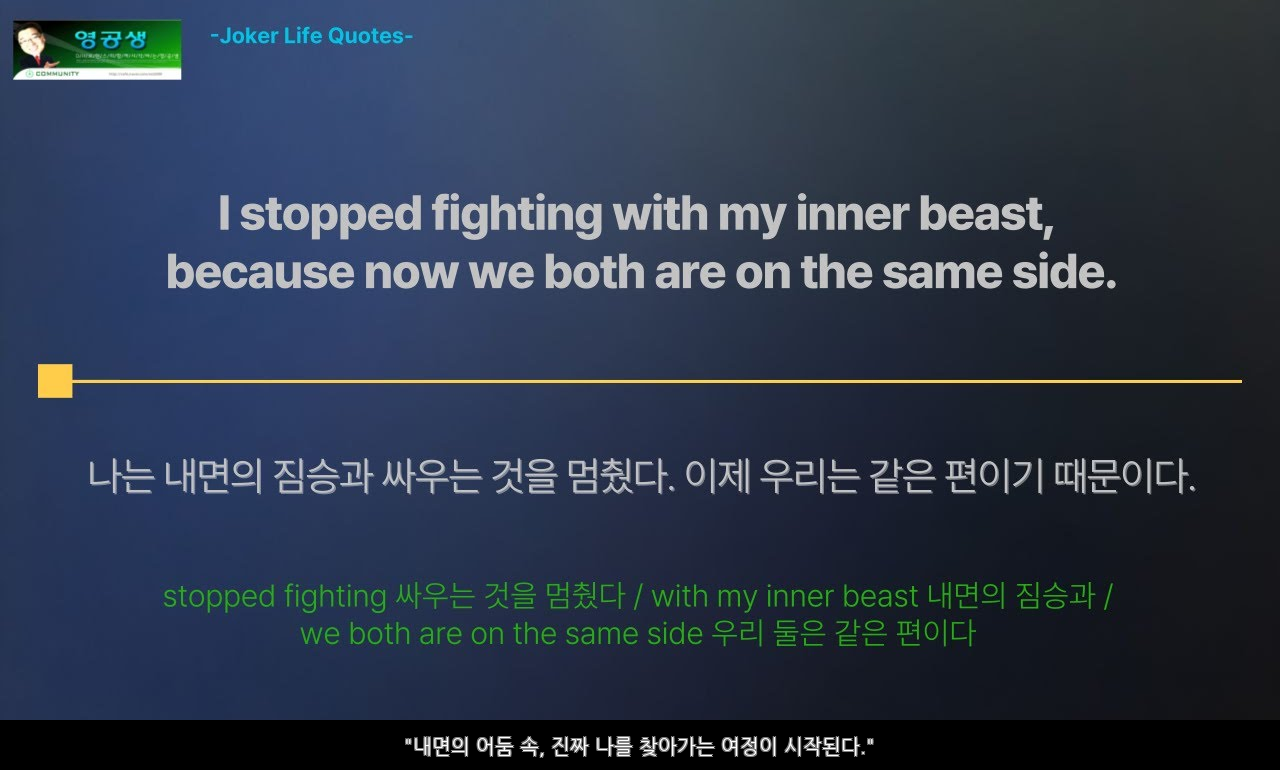 영공생
COMMUNITY
-Joker Life Quotes-
I stopped fighting with my inner beast,
because now we both are on the same side.
나는 내면의 짐승과 싸우는 것을 멈췄다. 이제 우리는 같은 편이기 때문이다.
stopped fighting 싸우는 것을 멈췄다 / with my inner beast 내면의 짐승과 /
we both are on the same side 우리 둘은 같은 편이다
"내면의 어둠 속, 진짜 나를 찾아가는 여정이 시작된다."